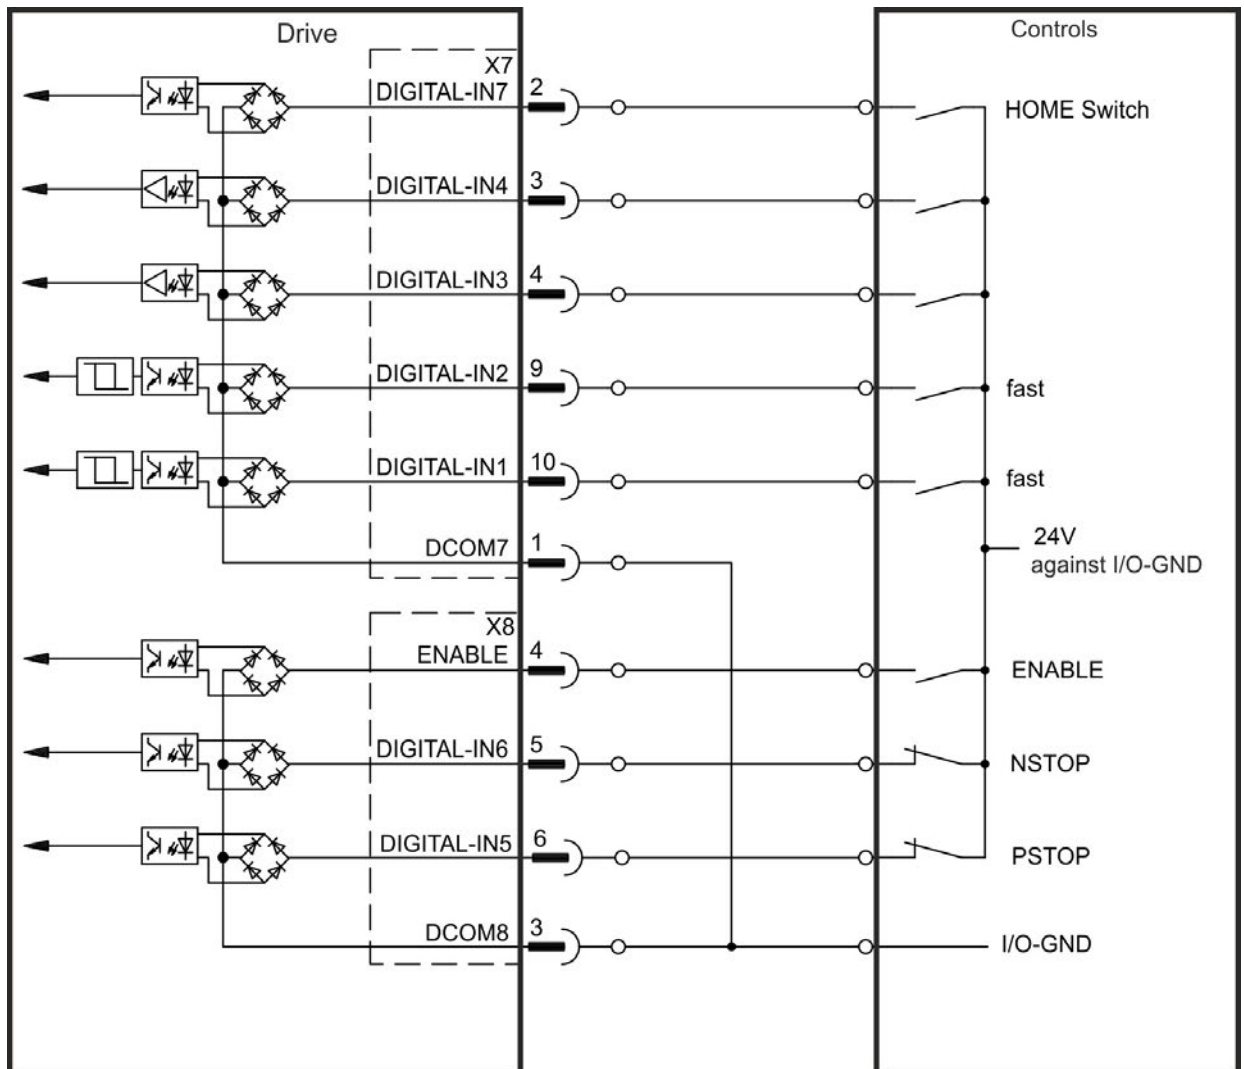 Drive
Controls
X7
DIGITAL-IN7 2 HOME Switch
DIGITAL-IN4 3
DIGITAL-IN3 4
DIGITAL-IN2 9 fast
DIGITAL-IN1 10 fast
DCOM7 1
24V
against I/O-GND
X8
ENABLE 4 ENABLE
DIGITAL-IN6 5 NSTOP
DIGITAL-IN5 6 PSTOP
DCOM8 3 I/O-GND